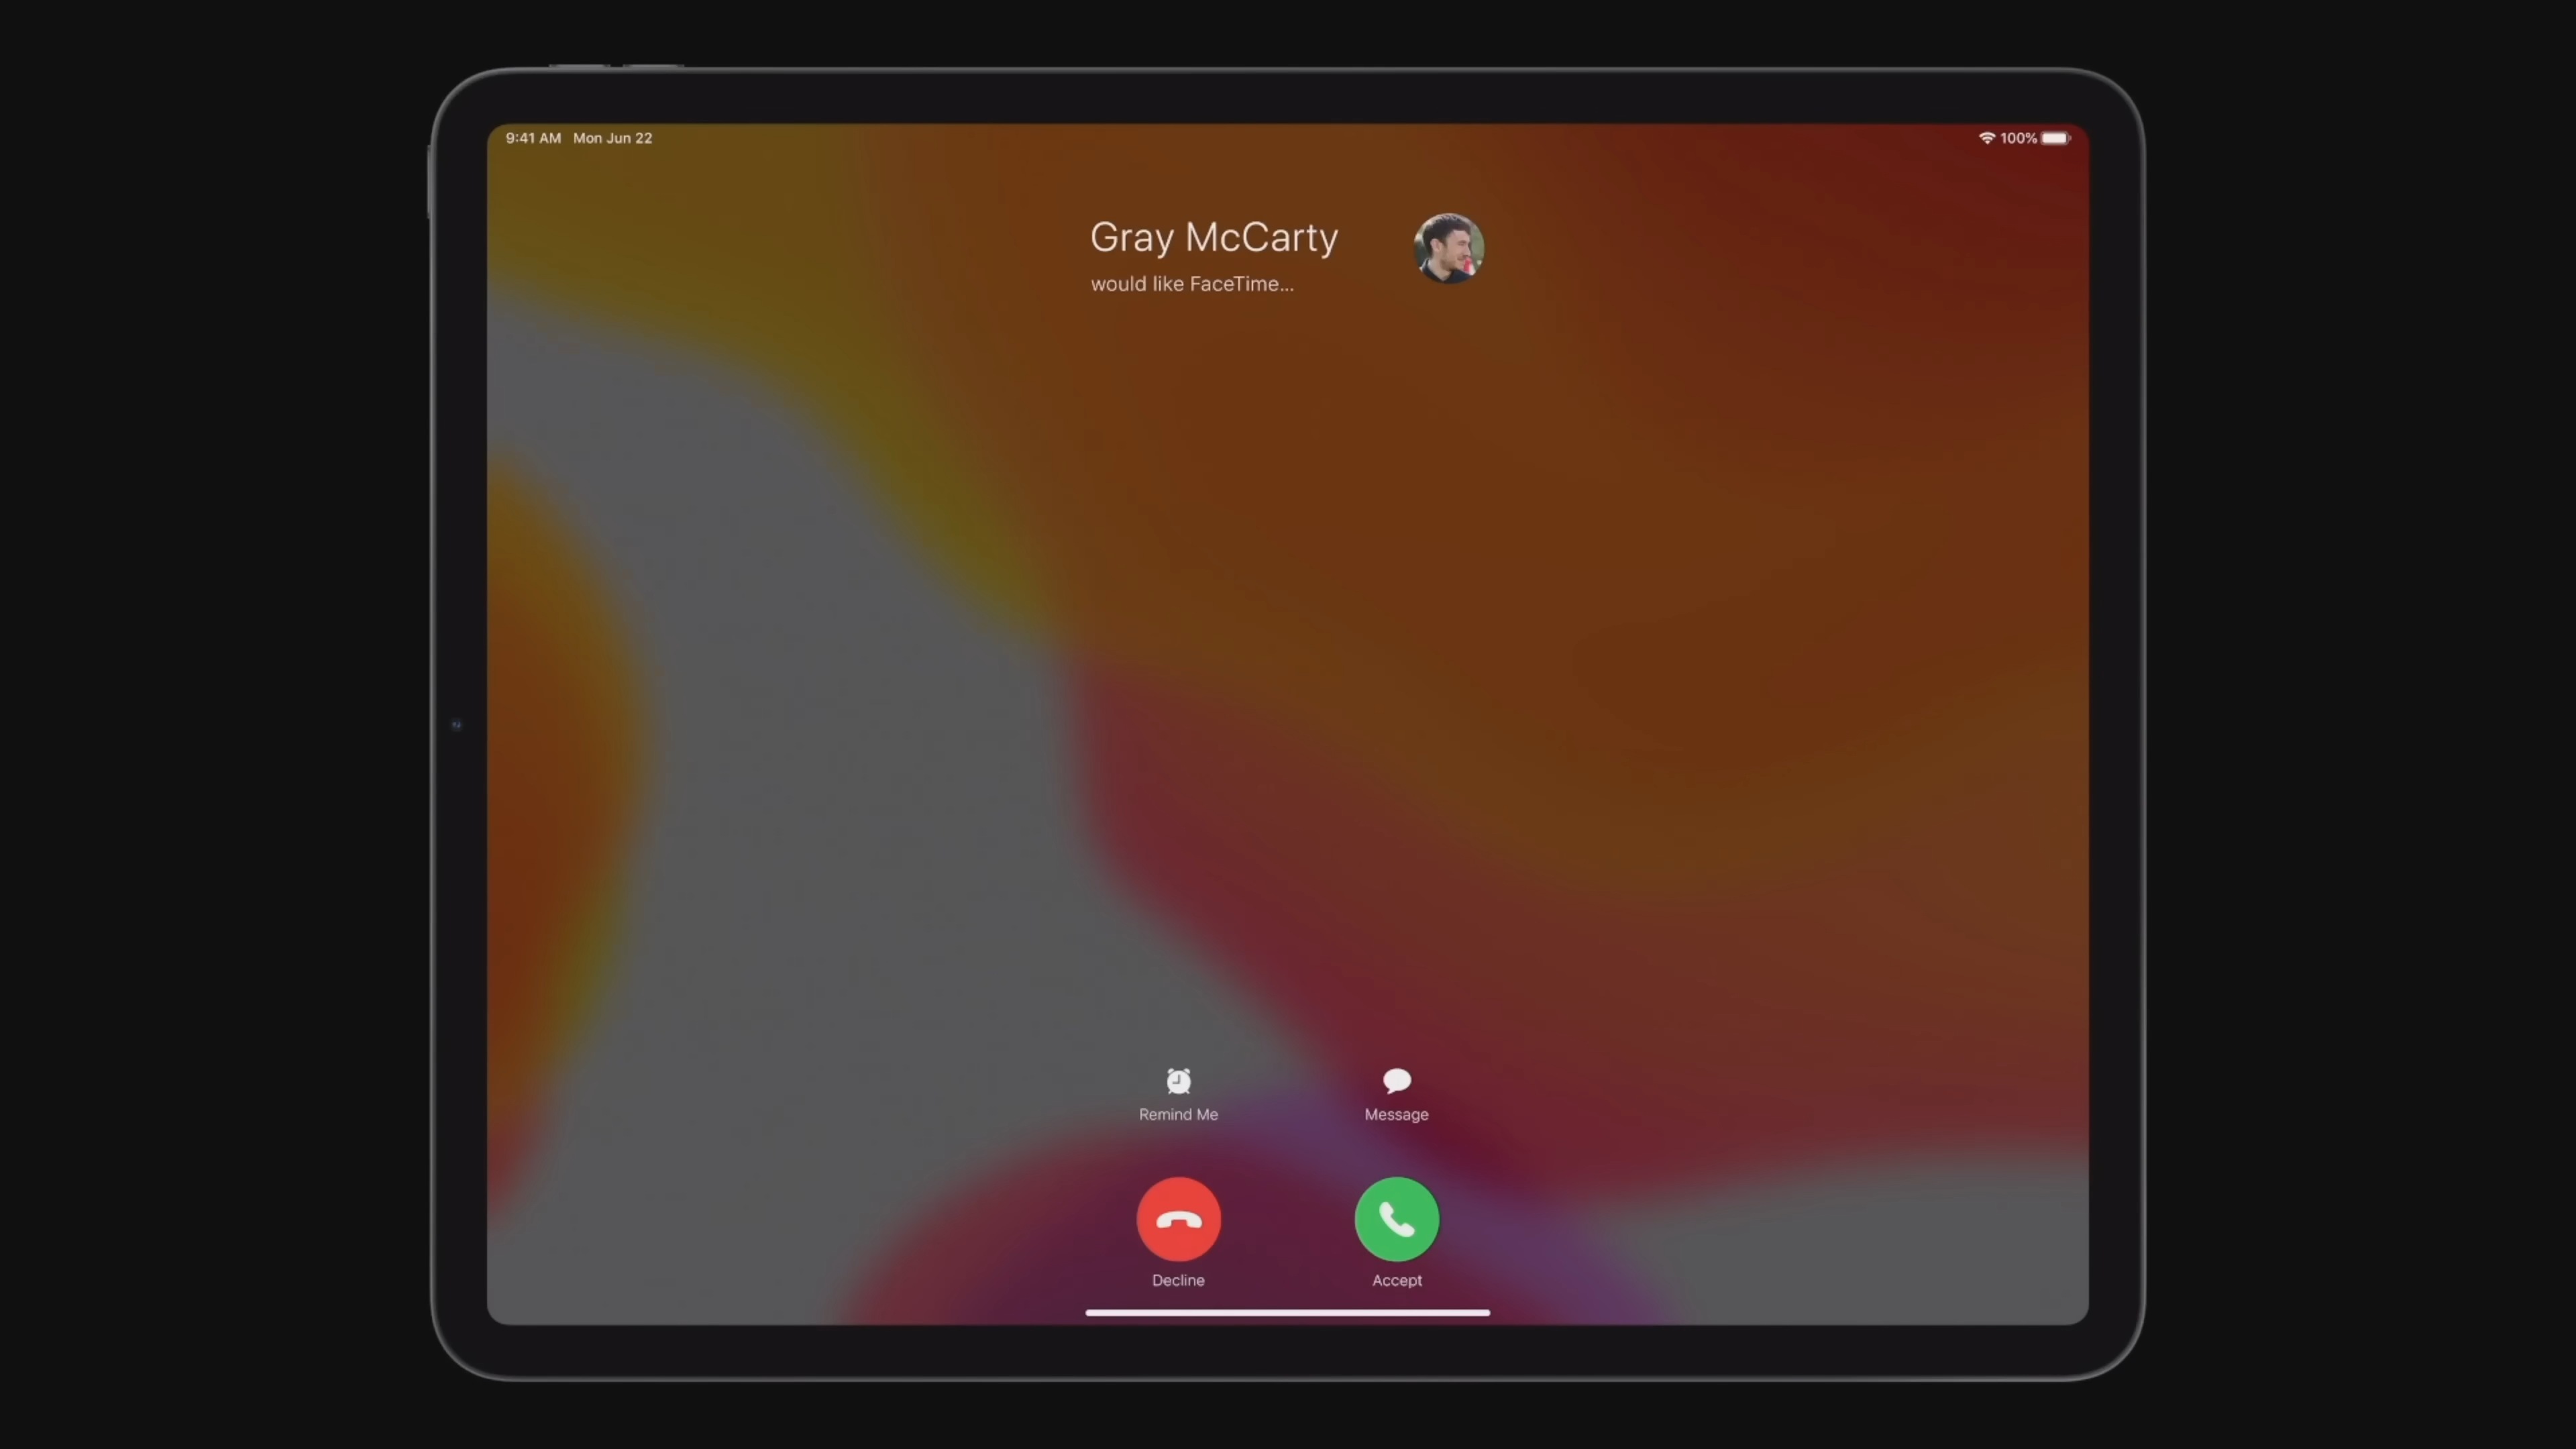 9:41 AM Mon Jun 22
100%
Gray McCarty
would like FaceTime...
Remind Me
Message
Decline
Accept